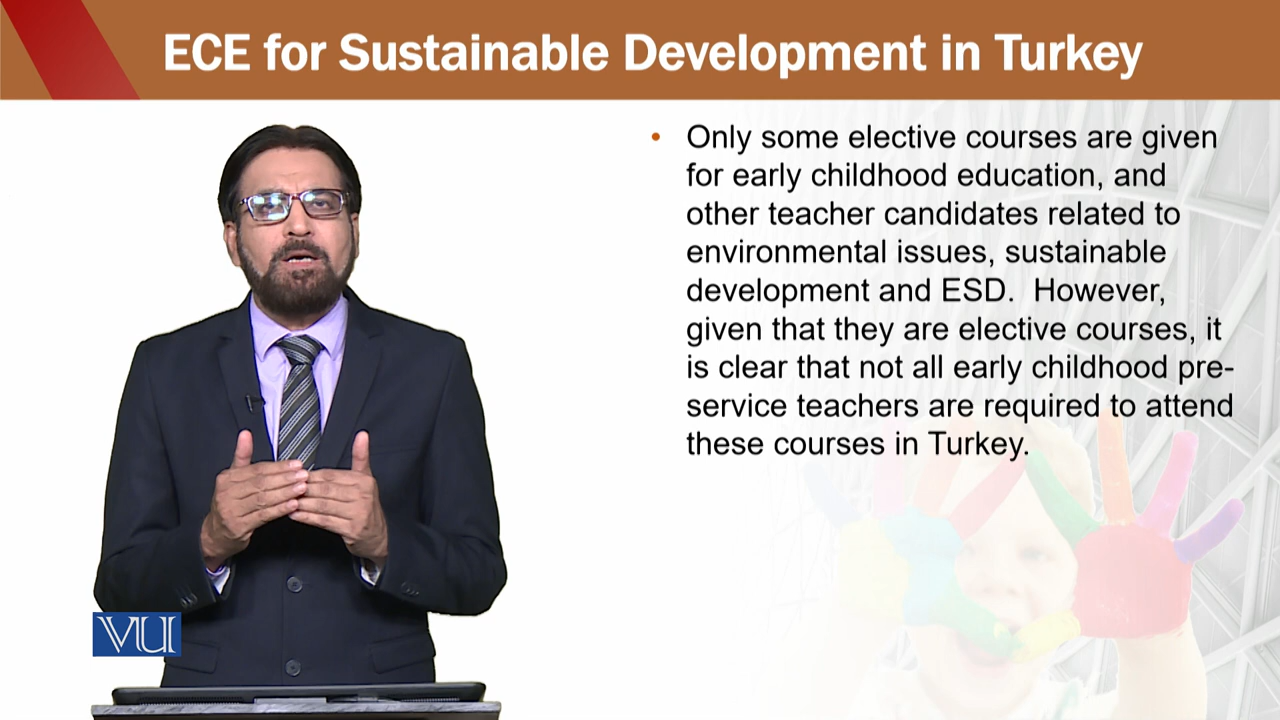 ECE for Sustainable Development in Turkey
• Only some elective courses are given
for early childhood education, and
other teacher candidates related to
environmental issues, sustainable
development and ESD.  However,
given that they are elective courses, it
is clear that not all early childhood pre-
service teachers are required to attend
these courses in Turkey.
VU